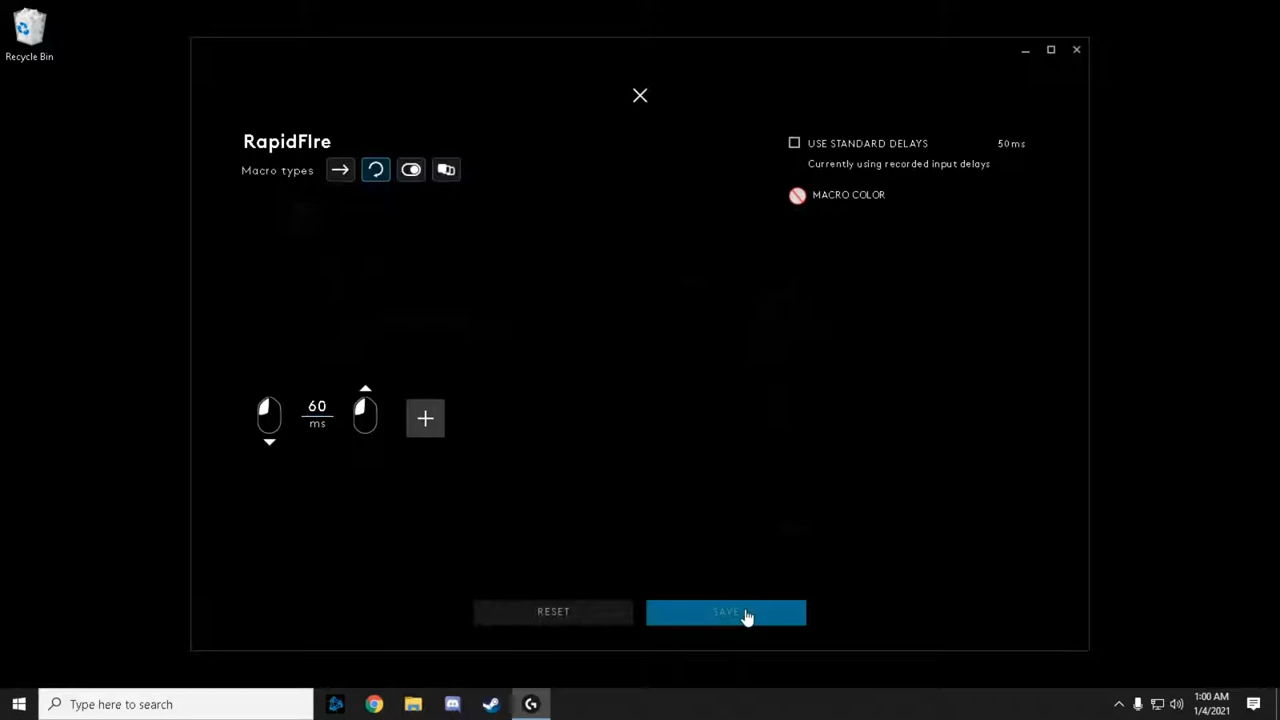 Recycle Bin
RapidFIre
Macro types
USE STANDARD DELAYS 50ms
Currently using recorded input delays
MACRO COLOR
60
ms
RESET
SAVE
Type here to search
1:00 AM
1/4/2021